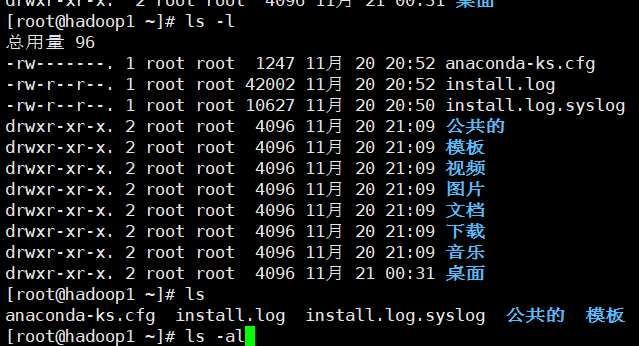 drwxr-xr-x. 2 root root 4096 11月 21 00:31 桌面
[root@hadoop1 ~]# ls -l
总用量 96
-rw-------. 1 root root 1247 11月 20 20:52 anaconda-ks.cfg
-rw-r--r--. 1 root root 42002 11月 20 20:52 install.log
-rw-r--r--. 1 root root 10627 11月 20 20:50 install.log.syslog
drwxr-xr-x. 2 root root 4096 11月 20 21:09 公共的
drwxr-xr-x. 2 root root 4096 11月 20 21:09 模板
drwxr-xr-x. 2 root root 4096 11月 20 21:09 视频
drwxr-xr-x. 2 root root 4096 11月 20 21:09 图片
drwxr-xr-x. 2 root root 4096 11月 20 21:09 文档
drwxr-xr-x. 2 root root 4096 11月 20 21:09 下载
drwxr-xr-x. 2 root root 4096 11月 20 21:09 音乐
drwxr-xr-x. 2 root root 4096 11月 21 00:31 桌面
[root@hadoop1 ~]# ls
anaconda-ks.cfg install.log install.log.syslog 公共的 模板
[root@hadoop1 ~]# ls -al